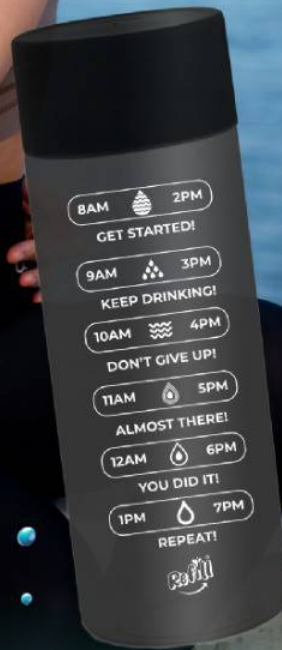 8AM 2PM
GET STARTED!
9AM 3PM
KEEP DRINKING!
10AM 4PM
DON'T GIVE UP!
11AM 5PM
ALMOST THERE!
12AM 6PM
YOU DID IT!
1PM 7PM
REPEAT!
Refill